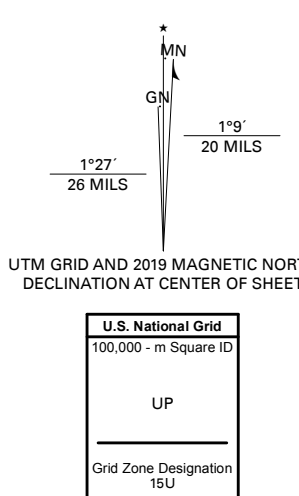 ★
MN
GN
1°9´
20 MILS
1°27´
26 MILS
UTM GRID AND 2019 MAGNETIC NORT
DECLINATION AT CENTER OF SHEET
U.S. National Grid
100,000 - m Square ID
UP
Grid Zone Designation
15U